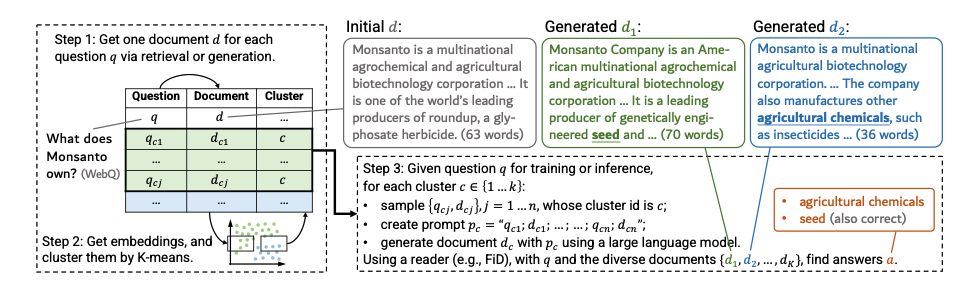 Step 1: Get one document d for each
question q via retrieval or generation.
Question Document Cluster
q d ...
q_c1 d_c1 c
... ... ...
q_cj d_cj c
... ... ...
What does
Monsanto
own? (WebQ)
Step 2: Get embeddings, and
cluster them by K-means.
Initial d:
Monsanto is a multinational
agrochemical and agricultural
biotechnology corporation ... It
is one of the world's leading
producers of roundup, a gly-
phosate herbicide. (63 words)
Generated d_1:
Monsanto Company is an Ame-
rican multinational agrochemical
and agricultural biotechnology
corporation ... It is a leading
producer of genetically engi-
neered seed and ... (70 words)
Generated d_2:
Monsanto is a multinational
agricultural biotechnology
corporation. ... The company
also manufactures other
agricultural chemicals, such
as insecticides ... (36 words)
Step 3: Given question q for training or inference,
for each cluster c ∈ {1 ... k}:
• sample {q_cj, d_cj}, j = 1 ... n, whose cluster id is c;
• create prompt p_c = "q_c1; d_c1; ... ; ... ; q_cn; d_cn";
• generate document d_c with p_c using a large language model.
Using a reader (e.g., FiD), with q and the diverse documents {d_1, d_2, ... , d_K}, find answers a.
• agricultural chemicals
• seed (also correct)